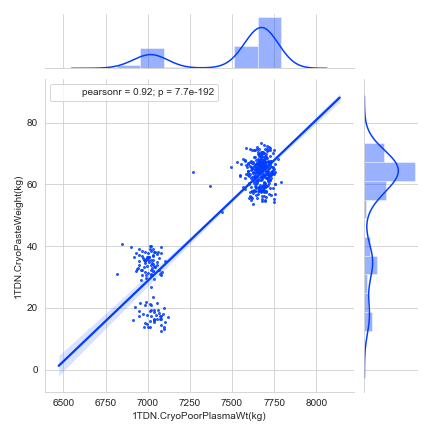 pearsonr = 0.92; p = 7.7e-192
80
60
40
20
0
1TDN.CryoPasteWeight(kg)
6500 6750 7000 7250 7500 7750 8000
1TDN.CryoPoorPlasmaWt(kg)